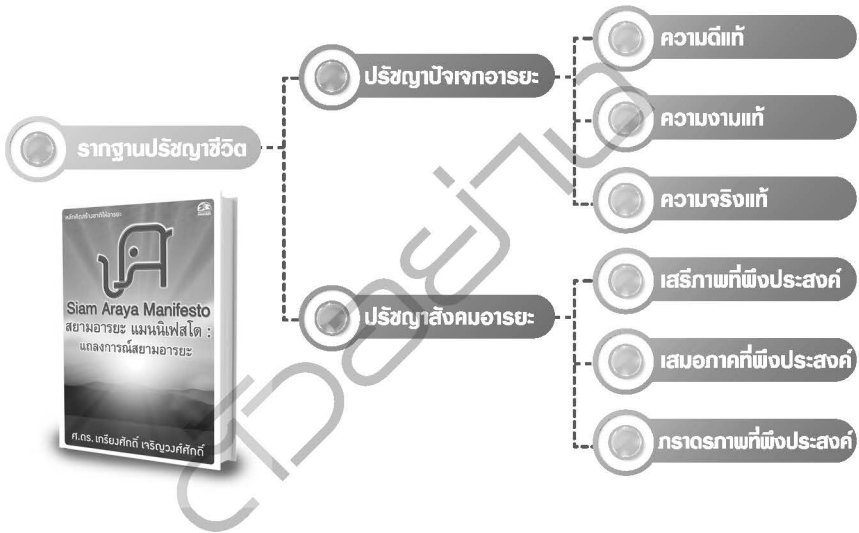 รากฐานปรัชญาชีวิต
ปรัชญาปัจเจกอารยะ
ความดีแท้
ความงามแท้
ความจริงแท้
ปรัชญาสังคมอารยะ
เสรีภาพที่พึงประสงค์
เสมอภาคที่พึงประสงค์
ภราดรภาพที่พึงประสงค์
Siam Araya Manifesto
สยามอารยะ แมนนิเฟสโต :
แถลงการณ์สยามอารยะ
ศ.ดร. เกรียงศักดิ์ เจริญวงศ์ศักดิ์
ตัวอย่าง